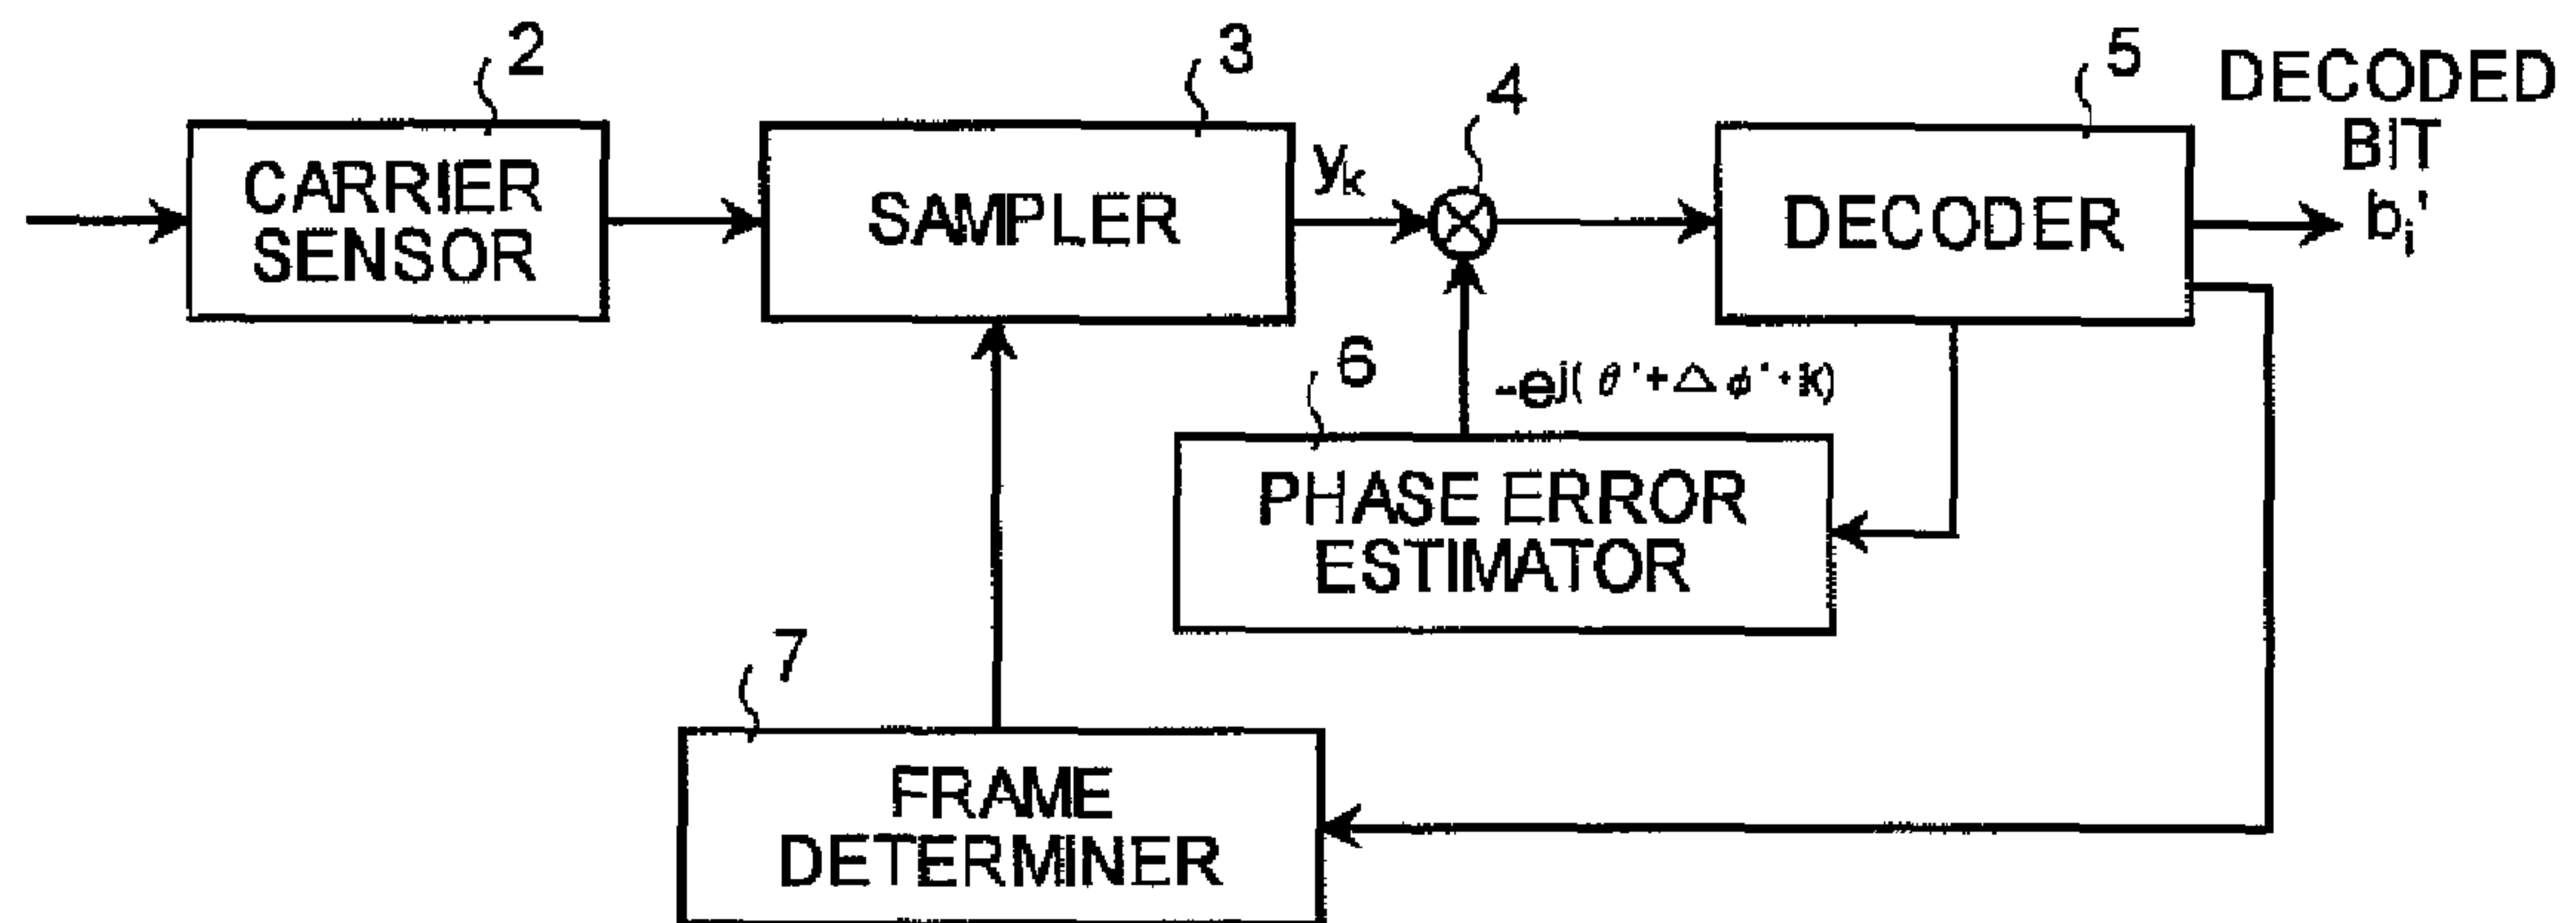 2
3
4
5
DECODED
BIT
b_i'
CARRIER
SENSOR
SAMPLER
y_k
DECODER
6
-e^{j(θ'+Δφ'·k)}
PHASE ERROR
ESTIMATOR
7
FRAME
DETERMINER